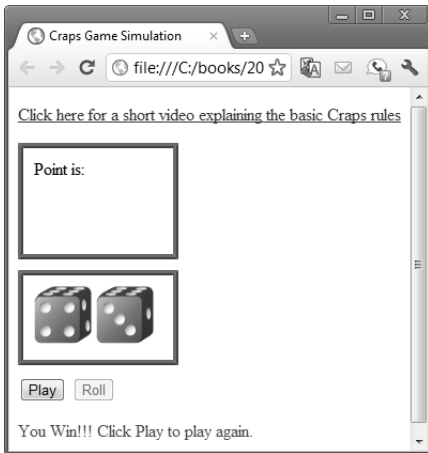 Craps Game Simulation
file:///C:/books/20
Click here for a short video explaining the basic Craps rules
Point is:
Play Roll
You Win!!! Click Play to play again.